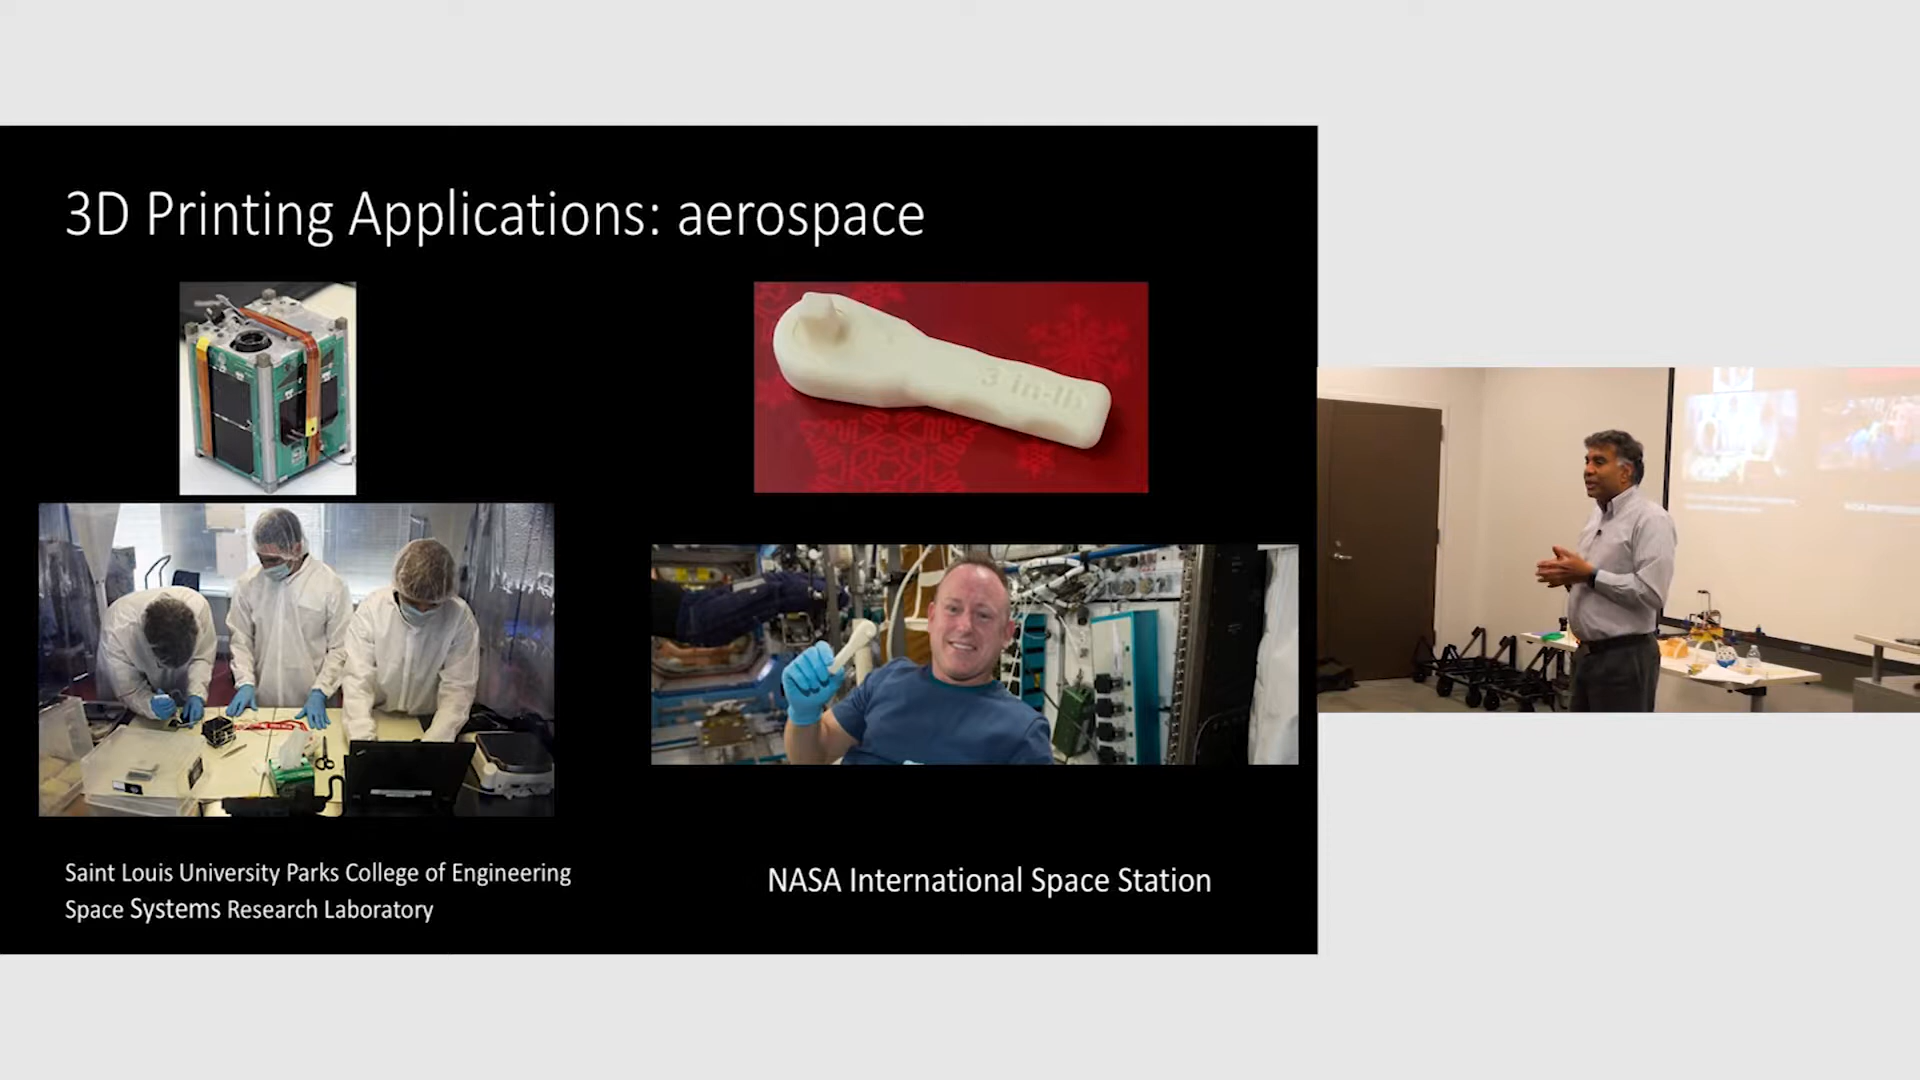 3D Printing Applications: aerospace
3 in-lb
Saint Louis University Parks College of Engineering
Space Systems Research Laboratory
NASA International Space Station